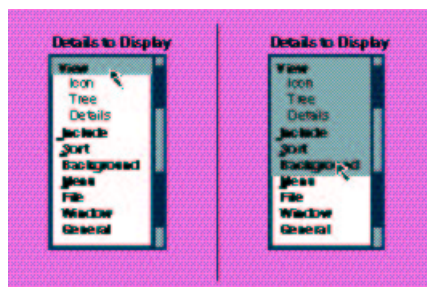 Details to Display
View
Icon
Tree
Details
Include
Sort
Background
Menu
File
Window
General
Details to Display
View
Icon
Tree
Details
Include
Sort
Background
Menu
File
Window
General